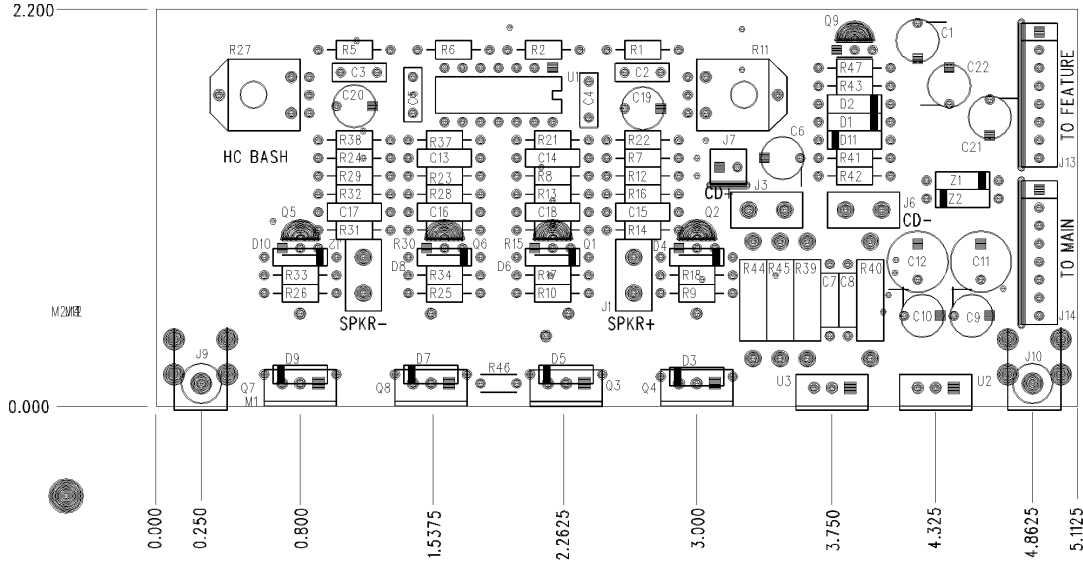 2.200
Q9
C1
R27
R5
R6
R2
R1
R11
C3
C5
U1
C4
C2
R47
C22
TO FEATURE
C20
C19
R43
D2
D1
C21
R38
R37
R21
R22
J7
C6
D11
HC BASH
R24
C13
C14
R7
R41
J13
R29
R23
R8
R12
R42
Z1
R32
R28
R13
R16
CD+
J3
J6
Z2
C17
C16
C18
C15
CD-
Q5
R31
R14
Q2
TO MAIN
D10
J2
R30
Q6
R15
Q1
D4
R44
R45
R39
C7
C8
R40
C12
C11
R33
D8
R34
D6
R17
R18
R26
R25
R10
J1
R9
SPKR-
SPKR+
C10
C9
J14
J9
D9
D7
R46
D5
D3
U3
U2
J10
Q7
M1
Q8
Q3
Q4
0.000
0.000
0.250
0.800
1.5375
2.2625
3.000
3.750
4.325
4.8625
5.1125